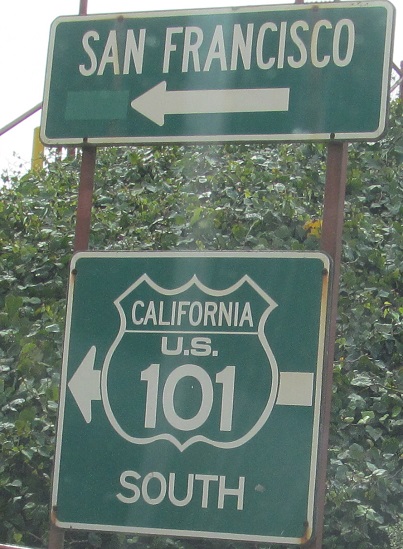 SAN FRANCISCO
CALIFORNIA
U.S.
101
SOUTH